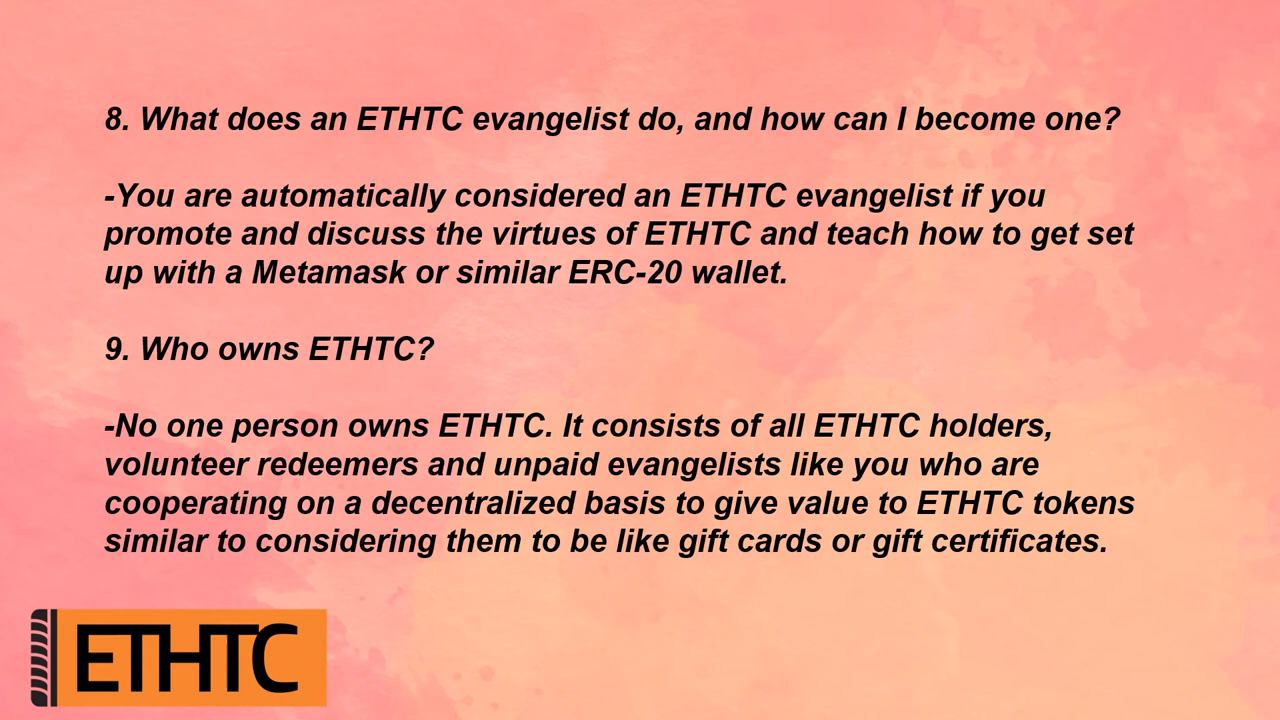 8. What does an ETHTC evangelist do, and how can I become one?
-You are automatically considered an ETHTC evangelist if you
promote and discuss the virtues of ETHTC and teach how to get set
up with a Metamask or similar ERC-20 wallet.
9. Who owns ETHTC?
-No one person owns ETHTC. It consists of all ETHTC holders,
volunteer redeemers and unpaid evangelists like you who are
cooperating on a decentralized basis to give value to ETHTC tokens
similar to considering them to be like gift cards or gift certificates.
ETHTC